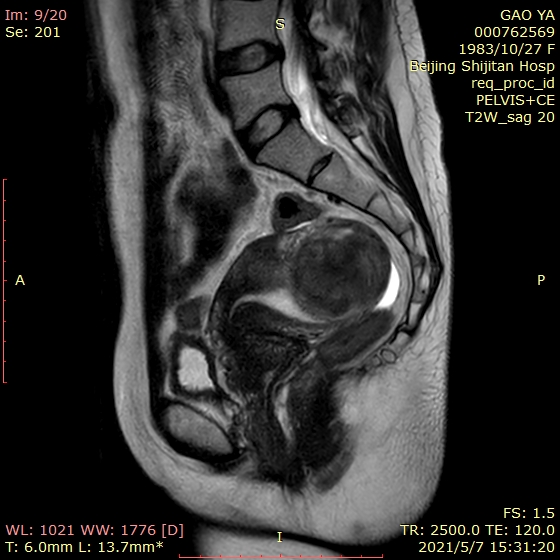 Im: 9/20
Se: 201
S
GAO YA
000762569
1983/10/27 F
Beijing Shijitan Hosp
req_proc_id
PELVIS+CE
T2W_sag 20
A
P
WL: 1021 WW: 1776 [D]
T: 6.0mm L: 13.7mm*
I
FS: 1.5
TR: 2500.0 TE: 120.0
2021/5/7 15:31:20